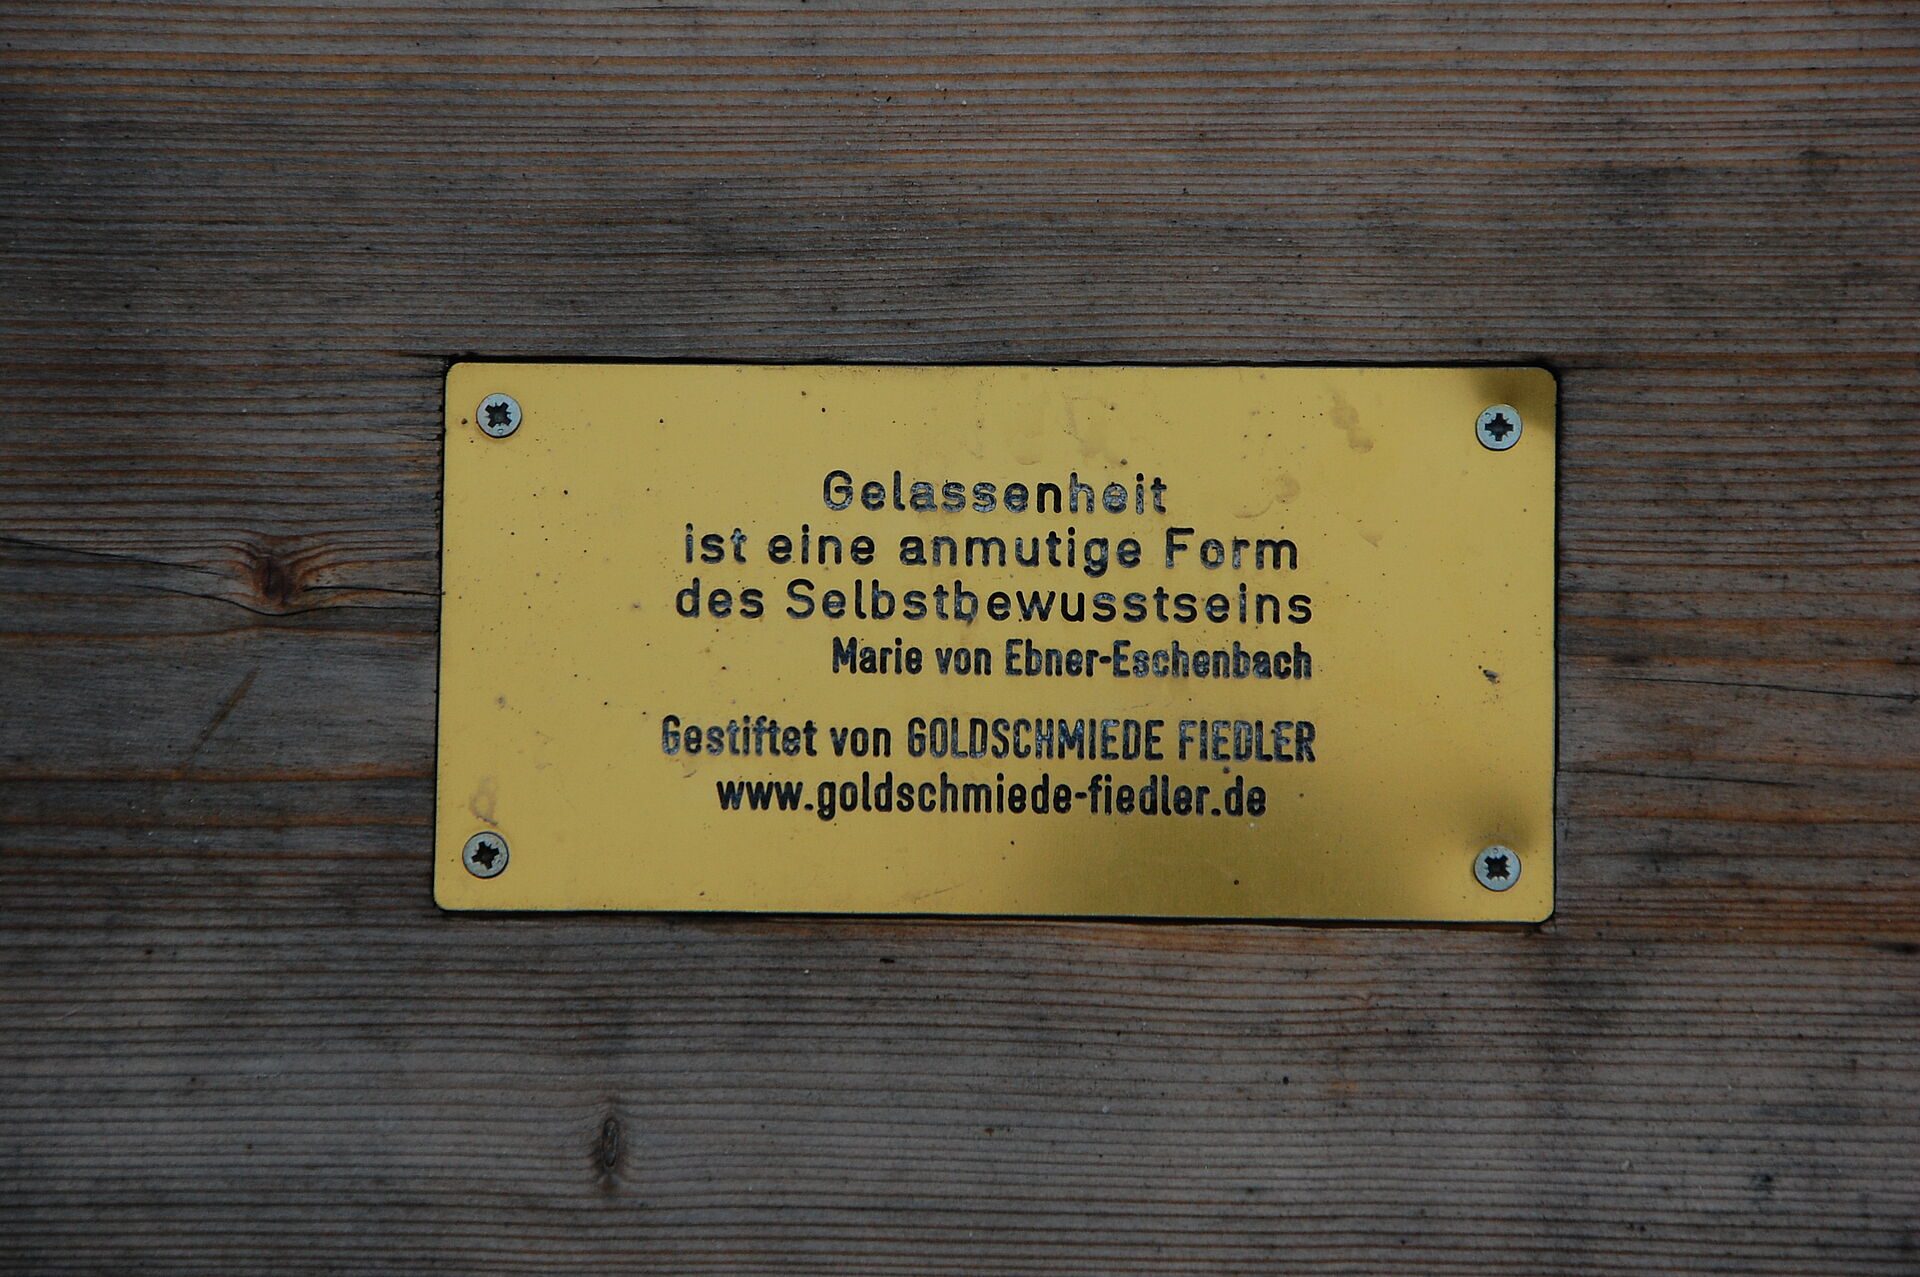 Gelassenheit
ist eine anmutige Form
des Selbstbewusstseins
Marie von Ebner-Eschenbach
Gestiftet von GOLDSCHMIEDE FIEDLER
www.goldschmiede-fiedler.de